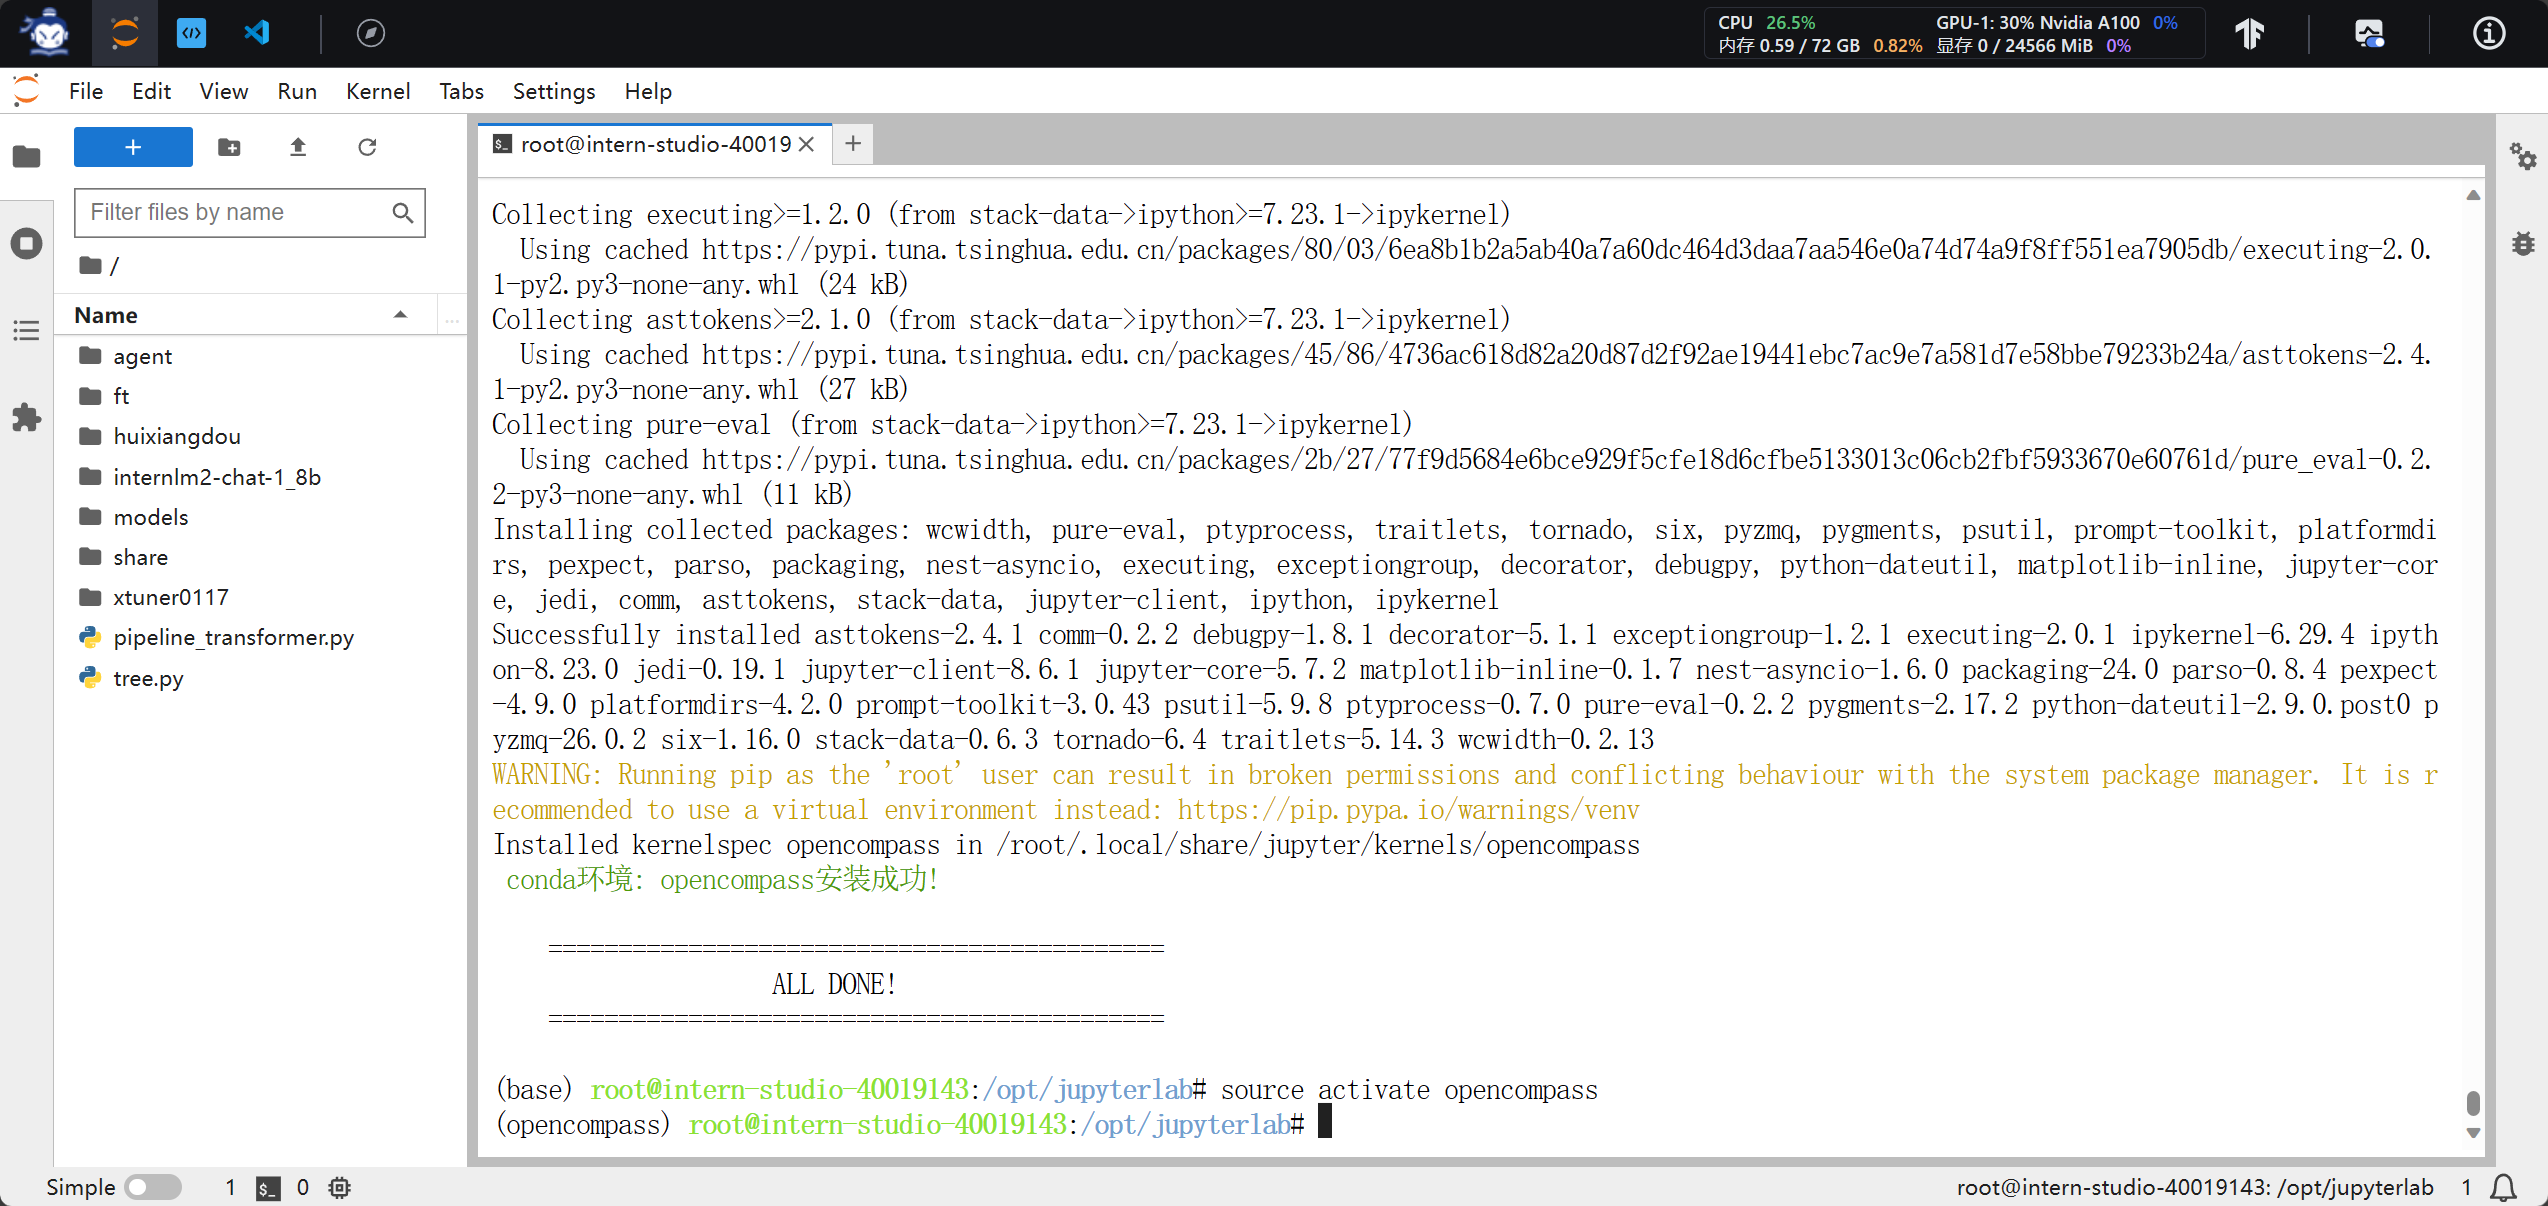 CPU 26.5% GPU-1: 30% Nvidia A100 0%
内存 0.59 / 72 GB 0.82% 显存 0 / 24566 MiB 0%
File Edit View Run Kernel Tabs Settings Help
root@intern-studio-40019
Filter files by name
/
Name
agent
ft
huixiangdou
internlm2-chat-1_8b
models
share
xtuner0117
pipeline_transformer.py
tree.py
Collecting executing>=1.2.0 (from stack-data->ipython>=7.23.1->ipykernel)
  Using cached https://pypi.tuna.tsinghua.edu.cn/packages/80/03/6ea8b1b2a5ab40a7a60dc464d3daa7aa546e0a74d74a9f8ff551ea7905db/executing-2.0.
1-py2.py3-none-any.whl (24 kB)
Collecting asttokens>=2.1.0 (from stack-data->ipython>=7.23.1->ipykernel)
  Using cached https://pypi.tuna.tsinghua.edu.cn/packages/45/86/4736ac618d82a20d87d2f92ae19441ebc7ac9e7a581d7e58bbe79233b24a/asttokens-2.4.
1-py2.py3-none-any.whl (27 kB)
Collecting pure-eval (from stack-data->ipython>=7.23.1->ipykernel)
  Using cached https://pypi.tuna.tsinghua.edu.cn/packages/2b/27/77f9d5684e6bce929f5cfe18d6cfbe5133013c06cb2fbf5933670e60761d/pure_eval-0.2.
2-py3-none-any.whl (11 kB)
Installing collected packages: wcwidth, pure-eval, ptyprocess, traitlets, tornado, six, pyzmq, pygments, psutil, prompt-toolkit, platformdi
rs, pexpect, parso, packaging, nest-asyncio, executing, exceptiongroup, decorator, debugpy, python-dateutil, matplotlib-inline, jupyter-cor
e, jedi, comm, asttokens, stack-data, jupyter-client, ipython, ipykernel
Successfully installed asttokens-2.4.1 comm-0.2.2 debugpy-1.8.1 decorator-5.1.1 exceptiongroup-1.2.1 executing-2.0.1 ipykernel-6.29.4 ipyth
on-8.23.0 jedi-0.19.1 jupyter-client-8.6.1 jupyter-core-5.7.2 matplotlib-inline-0.1.7 nest-asyncio-1.6.0 packaging-24.0 parso-0.8.4 pexpect
-4.9.0 platformdirs-4.2.0 prompt-toolkit-3.0.43 psutil-5.9.8 ptyprocess-0.7.0 pure-eval-0.2.2 pygments-2.17.2 python-dateutil-2.9.0.post0 p
yzmq-26.0.2 six-1.16.0 stack-data-0.6.3 tornado-6.4 traitlets-5.14.3 wcwidth-0.2.13
WARNING: Running pip as the 'root' user can result in broken permissions and conflicting behaviour with the system package manager. It is r
ecommended to use a virtual environment instead: https://pip.pypa.io/warnings/venv
Installed kernelspec opencompass in /root/.local/share/jupyter/kernels/opencompass
conda环境: opencompass安装成功!
============================================
ALL DONE!
============================================
(base) root@intern-studio-40019143:/opt/jupyterlab# source activate opencompass
(opencompass) root@intern-studio-40019143:/opt/jupyterlab#
Simple 1 0 root@intern-studio-40019143: /opt/jupyterlab 1